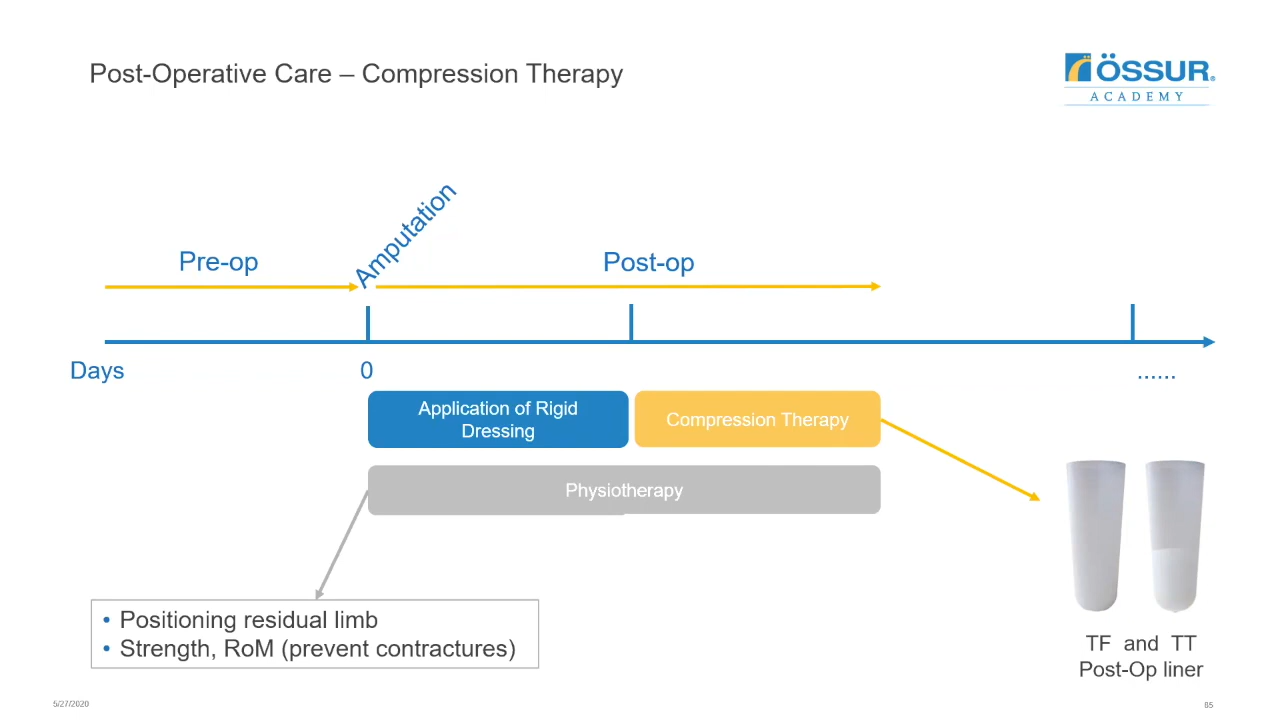 Post-Operative Care – Compression Therapy
ÖSSUR®
ACADEMY
Amputation
Pre-op
Post-op
Days
0
......
Application of Rigid
Dressing
Compression Therapy
Physiotherapy
• Positioning residual limb
• Strength, RoM (prevent contractures)
TF and TT
Post-Op liner
5/27/2020
85